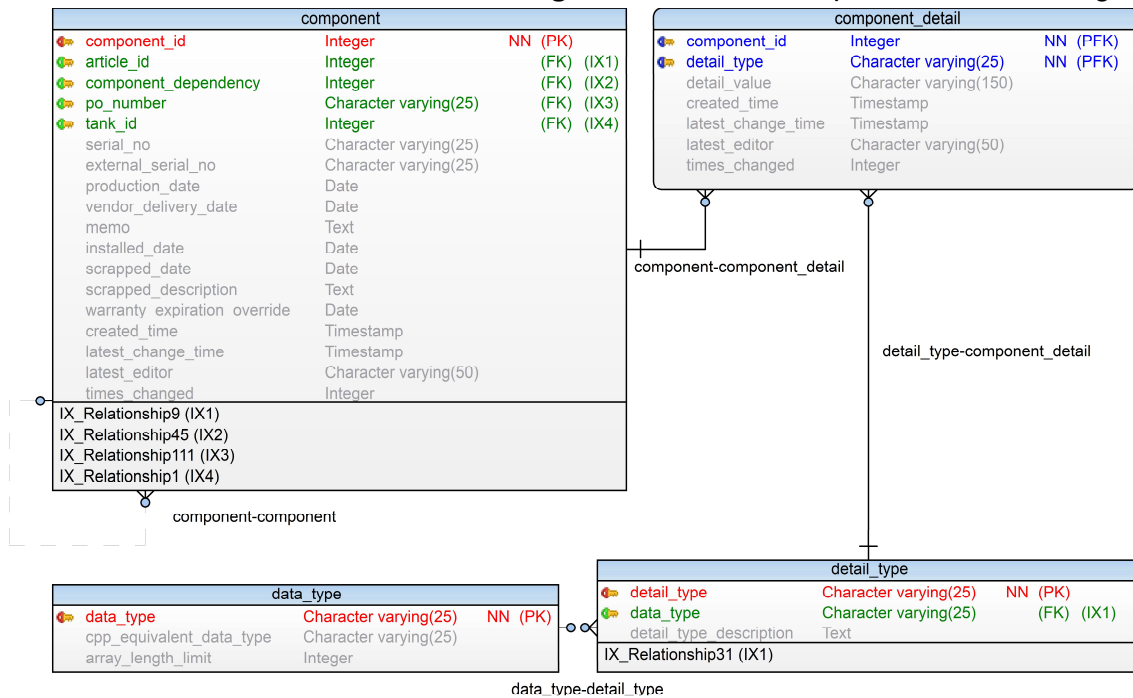 component
component_id Integer NN (PK)
article_id Integer (FK) (IX1)
component_dependency Integer (FK) (IX2)
po_number Character varying(25) (FK) (IX3)
tank_id Integer (FK) (IX4)
serial_no Character varying(25)
external_serial_no Character varying(25)
production_date Date
vendor_delivery_date Date
memo Text
installed_date Date
scrapped_date Date
scrapped_description Text
warranty_expiration_override Date
created_time Timestamp
latest_change_time Timestamp
latest_editor Character varying(50)
times_changed Integer
IX_Relationship9 (IX1)
IX_Relationship45 (IX2)
IX_Relationship111 (IX3)
IX_Relationship1 (IX4)
component-component
component_detail
component_id Integer NN (PFK)
detail_type Character varying(25) NN (PFK)
detail_value Character varying(150)
created_time Timestamp
latest_change_time Timestamp
latest_editor Character varying(50)
times_changed Integer
component-component_detail
detail_type-component_detail
data_type
data_type Character varying(25) NN (PK)
cpp_equivalent_data_type Character varying(25)
array_length_limit Integer
detail_type
detail_type Character varying(25) NN (PK)
data_type Character varying(25) (FK) (IX1)
detail_type_description Text
IX_Relationship31 (IX1)
data_type-detail_type